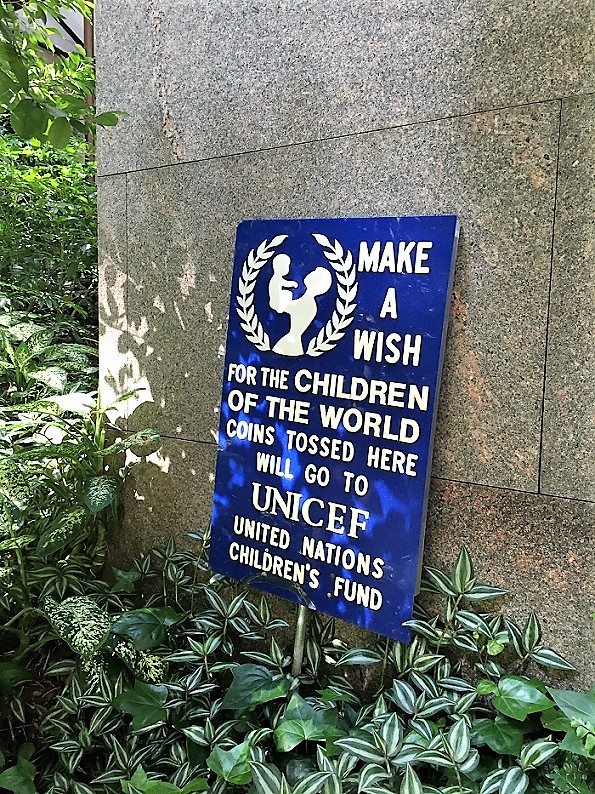 MAKE
A
WISH
FOR THE CHILDREN
OF THE WORLD
COINS TOSSED HERE
WILL GO TO
UNICEF
UNITED NATIONS
CHILDREN'S FUND